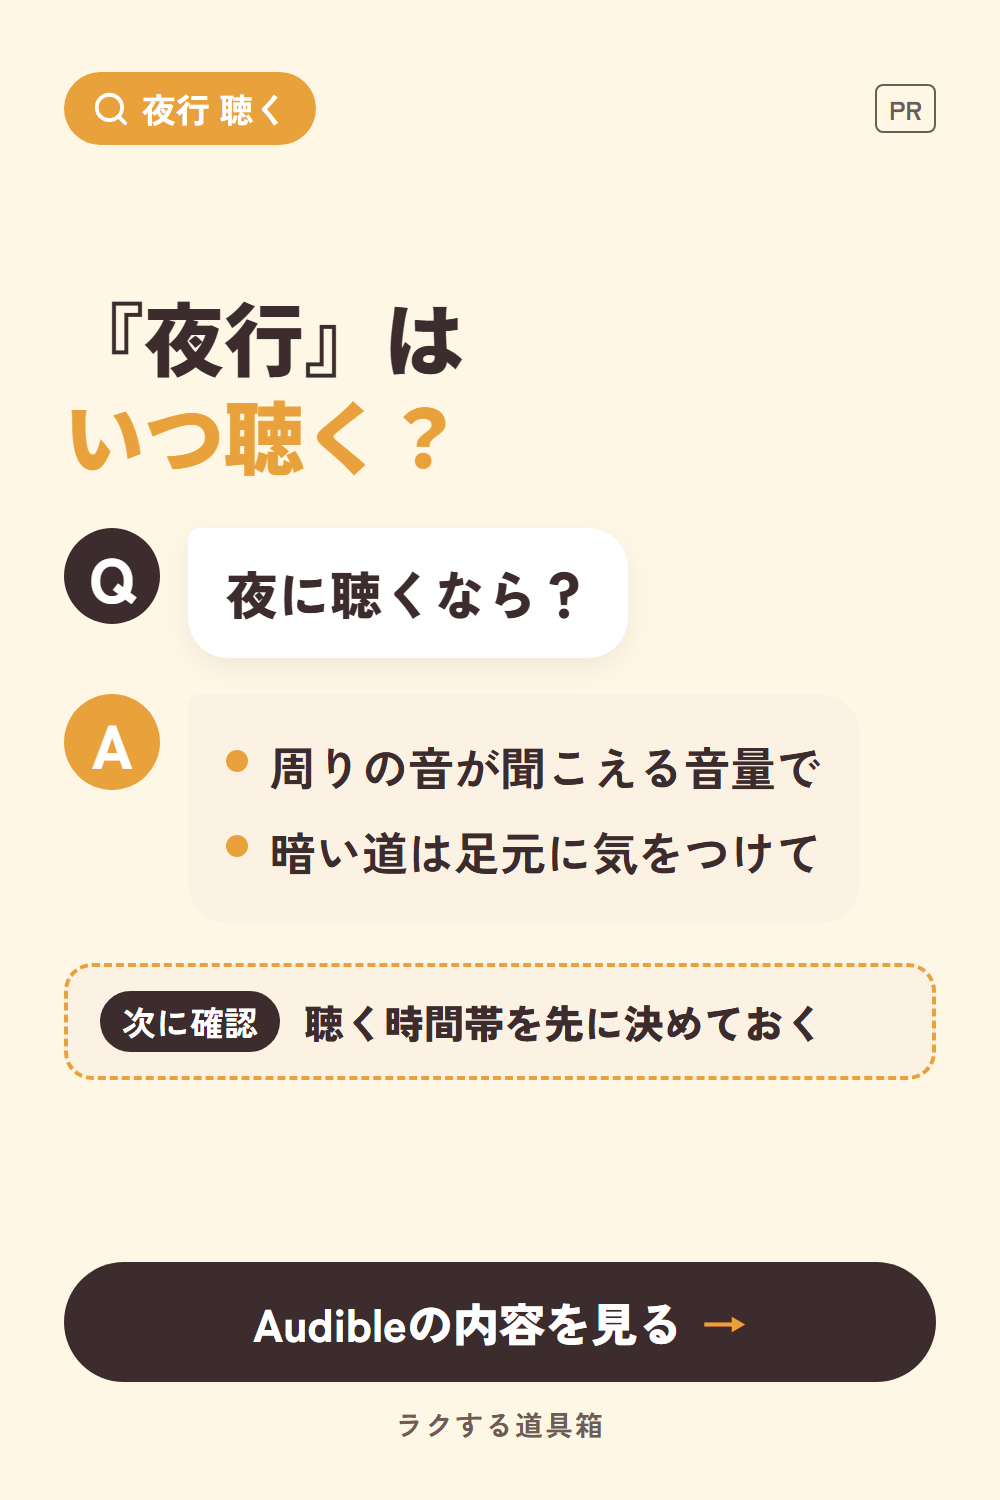 夜行 聴く
PR
『夜行』は
いつ聴く？
Q
夜に聴くなら？
A
周りの音が聞こえる音量で
暗い道は足元に気をつけて
次に確認
聴く時間帯を先に決めておく
Audibleの内容を見る →
ラクする道具箱